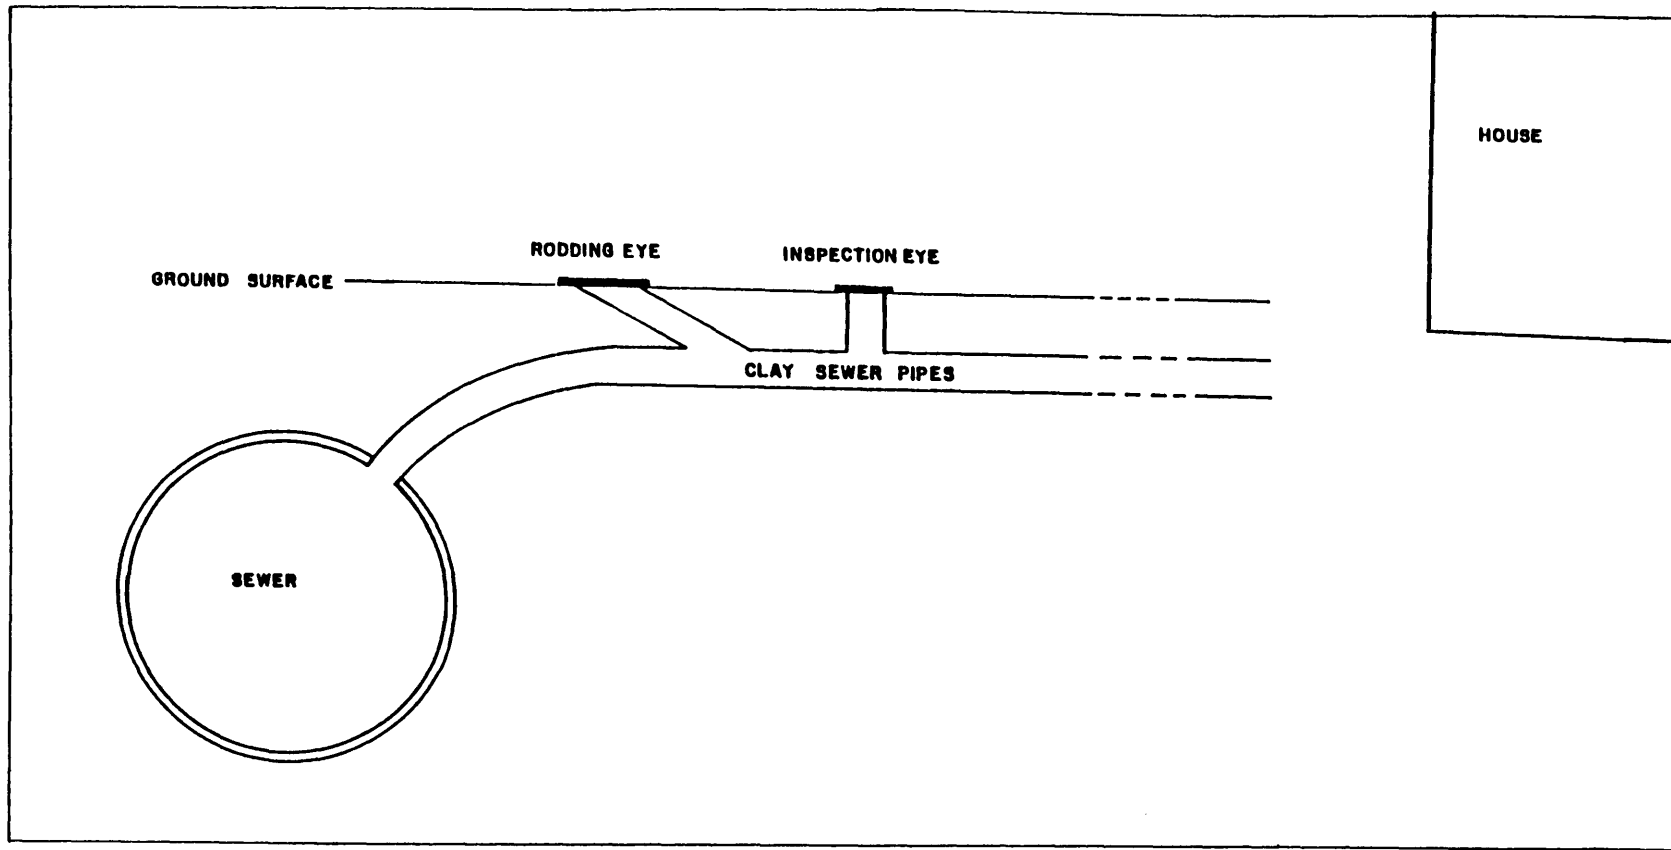 HOUSE
RODDING EYE
INSPECTION EYE
GROUND SURFACE
CLAY SEWER PIPES
SEWER